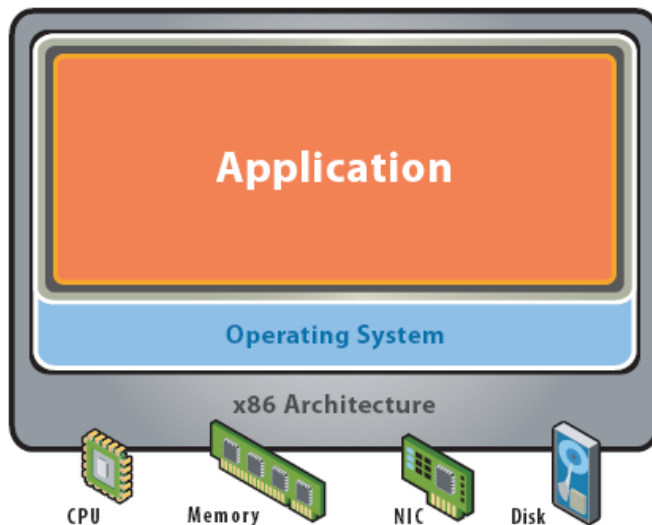 Application
Operating System
x86 Architecture
CPU Memory NIC Disk